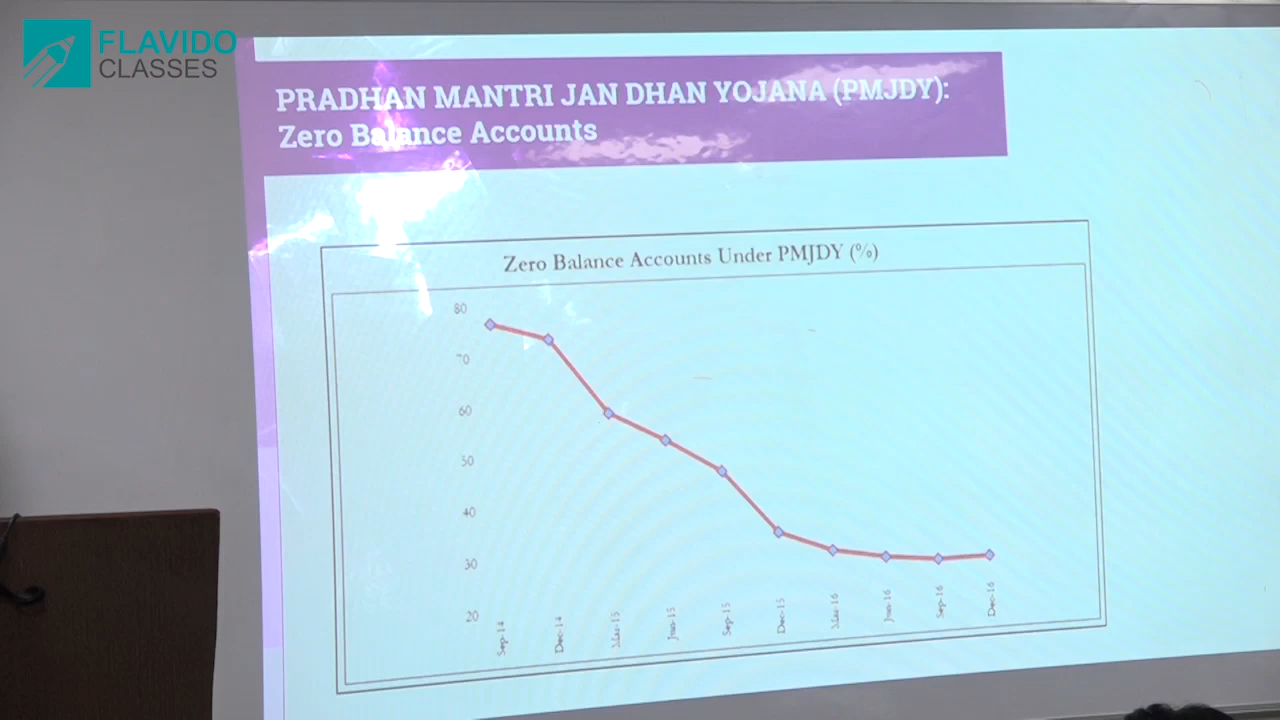 FLAVIDO
CLASSES
PRADHAN MANTRI JAN DHAN YOJANA (PMJDY):
Zero Balance Accounts
Zero Balance Accounts Under PMJDY (%)
80
70
60
50
40
30
20
Sep-14
Dec-14
Mar-15
Jun-15
Sep-15
Dec-15
Mar-16
Jun-16
Sep-16
Dec-16